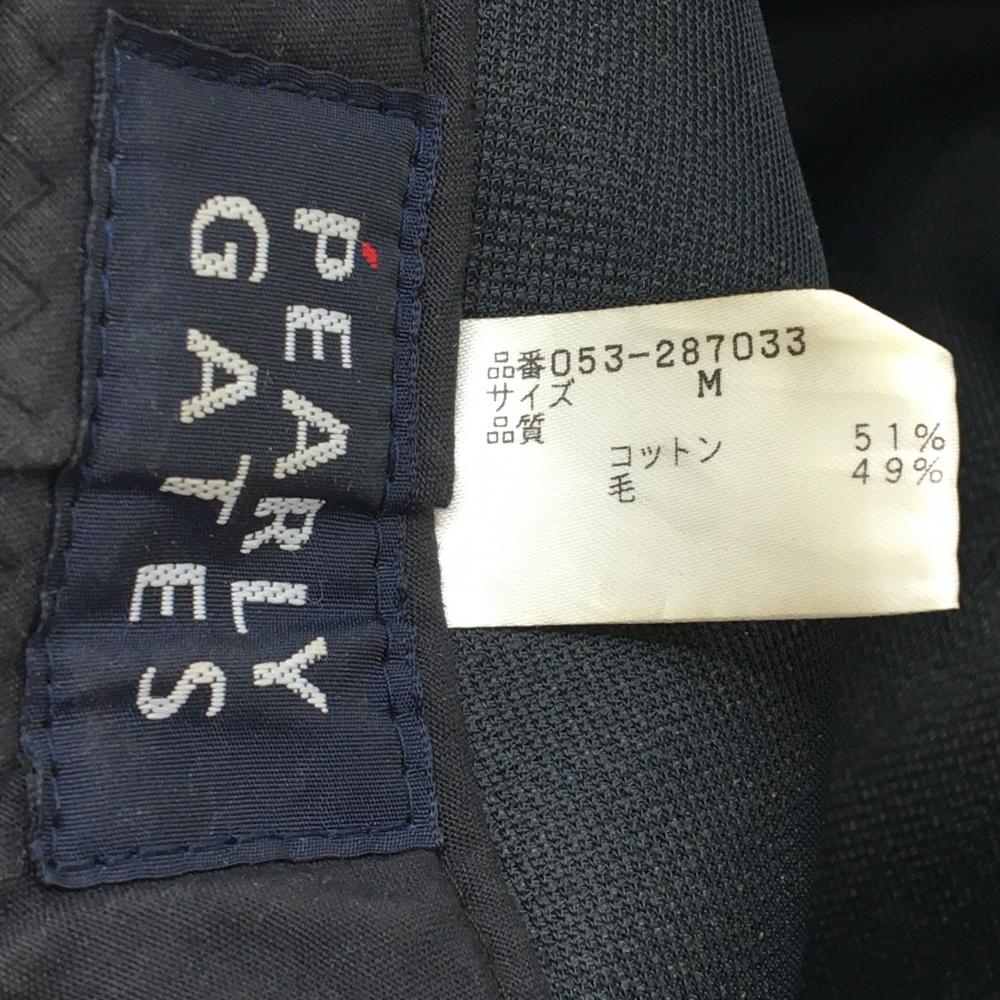 PEARLY
GATES
品番053-287033
サイズ M
品質
コットン 51%
毛 49%